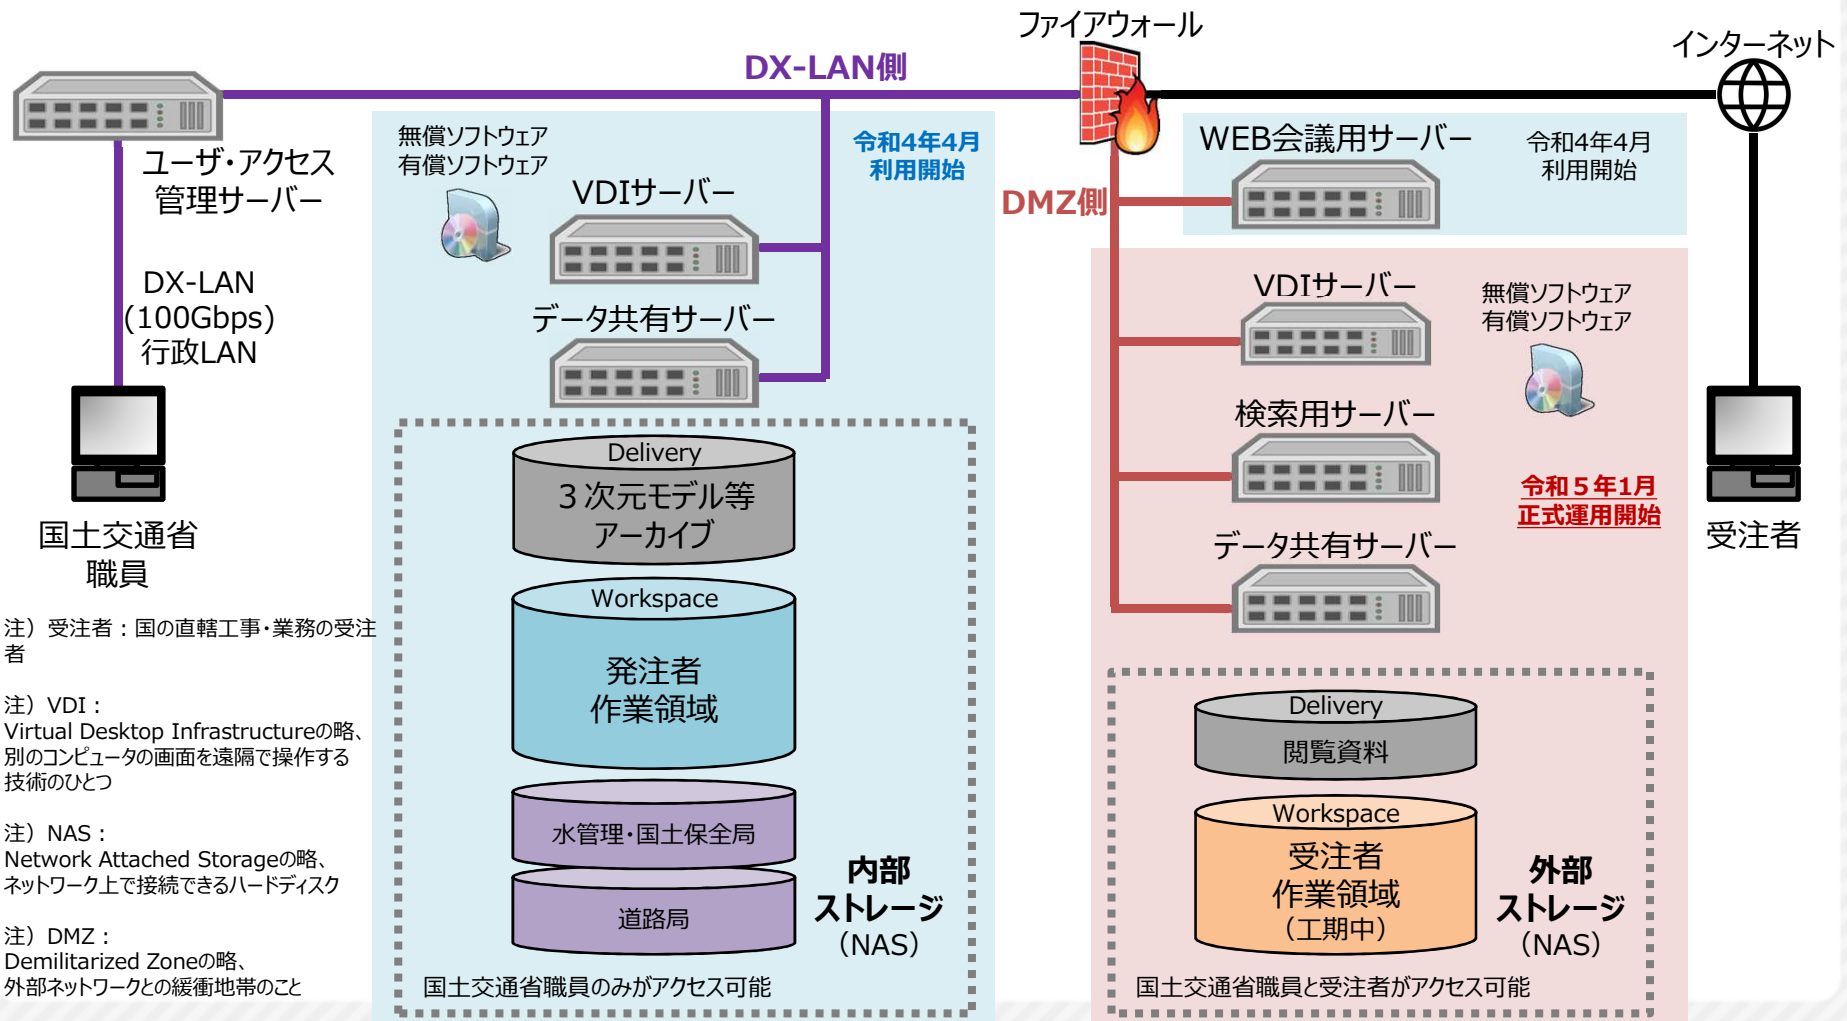 ファイアウォール
インターネット
DX-LAN側
無償ソフトウェア
有償ソフトウェア
令和4年4月
利用開始
WEB会議用サーバー
令和4年4月
利用開始
ユーザ・アクセス
管理サーバー
VDIサーバー
DMZ側
DX-LAN
(100Gbps)
行政LAN
データ共有サーバー
VDIサーバー
無償ソフトウェア
有償ソフトウェア
検索用サーバー
令和５年1月
正式運用開始
データ共有サーバー
国土交通省
職員
受注者
Delivery
３次元モデル等
アーカイブ
Workspace
発注者
作業領域
水管理・国土保全局
道路局
内部
ストレージ
（NAS）
国土交通省職員のみがアクセス可能
Delivery
閲覧資料
Workspace
受注者
作業領域
（工期中）
外部
ストレージ
（NAS）
国土交通省職員と受注者がアクセス可能
注）受注者：国の直轄工事・業務の受注
者
注）VDI：
Virtual Desktop Infrastructureの略、
別のコンピュータの画面を遠隔で操作する
技術のひとつ
注）NAS：
Network Attached Storageの略、
ネットワーク上で接続できるハードディスク
注）DMZ：
Demilitarized Zoneの略、
外部ネットワークとの緩衝地帯のこと